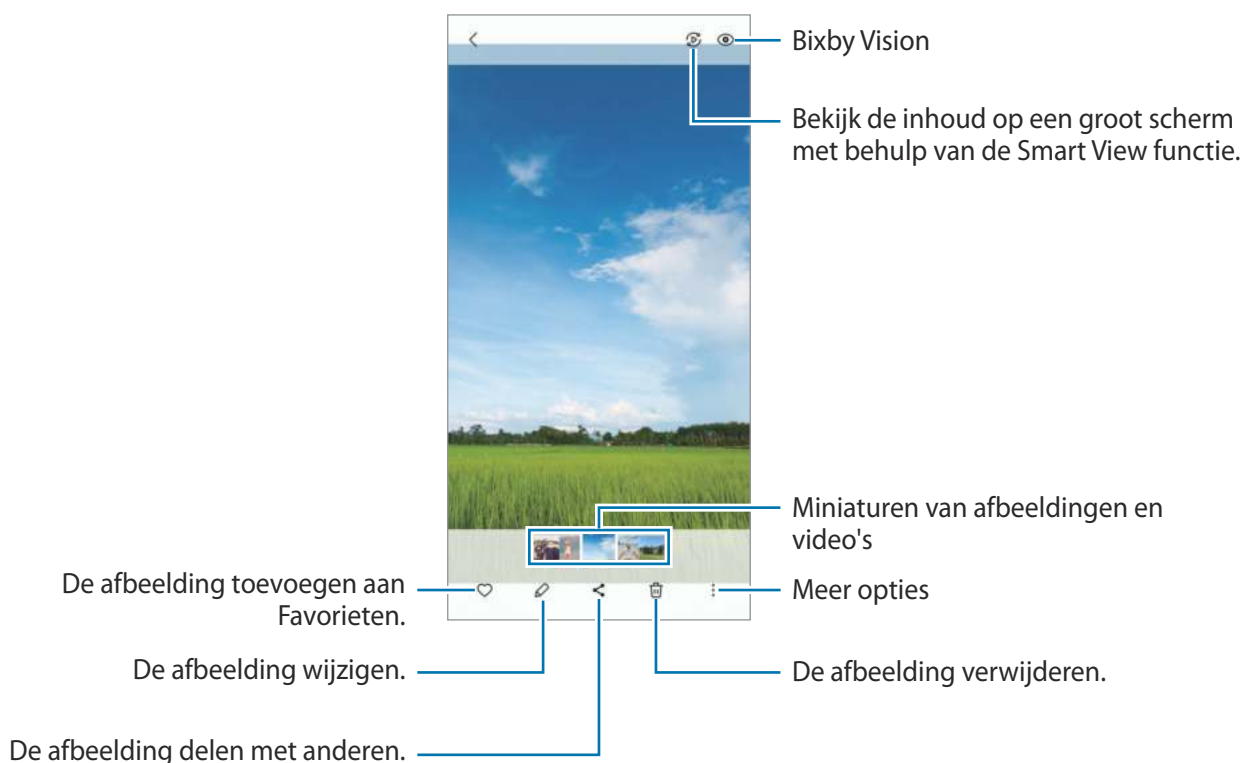 Bixby Vision
Bekijk de inhoud op een groot scherm
met behulp van de Smart View functie.
Miniaturen van afbeeldingen en
video's
De afbeelding toevoegen aan
Favorieten.
Meer opties
De afbeelding wijzigen.
De afbeelding verwijderen.
De afbeelding delen met anderen.